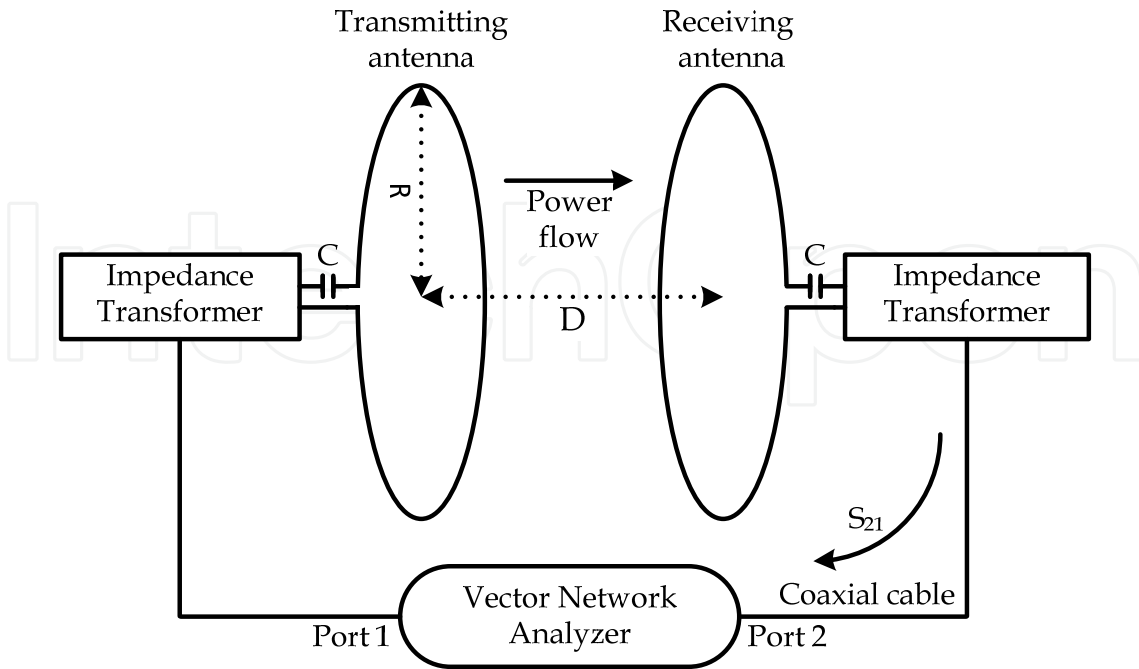 Transmitting
antenna
Receiving
antenna
R
Power
flow
C
C
Impedance
Transformer
D
Impedance
Transformer
S21
Coaxial cable
Vector Network
Analyzer
Port 1
Port 2
IntechOpen